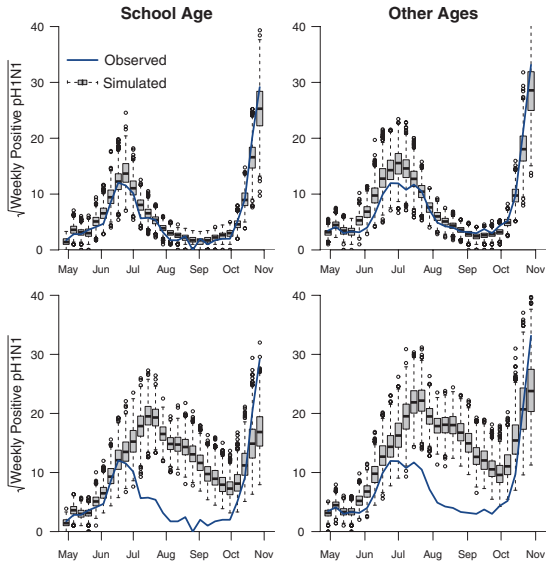 School Age
Other Ages
√Weekly Positive pH1N1
40
30
20
10
0
Observed
Simulated
May Jun Jul Aug Sep Oct Nov
40
30
20
10
0
May Jun Jul Aug Sep Oct Nov
√Weekly Positive pH1N1
40
30
20
10
0
May Jun Jul Aug Sep Oct Nov
40
30
20
10
0
May Jun Jul Aug Sep Oct Nov